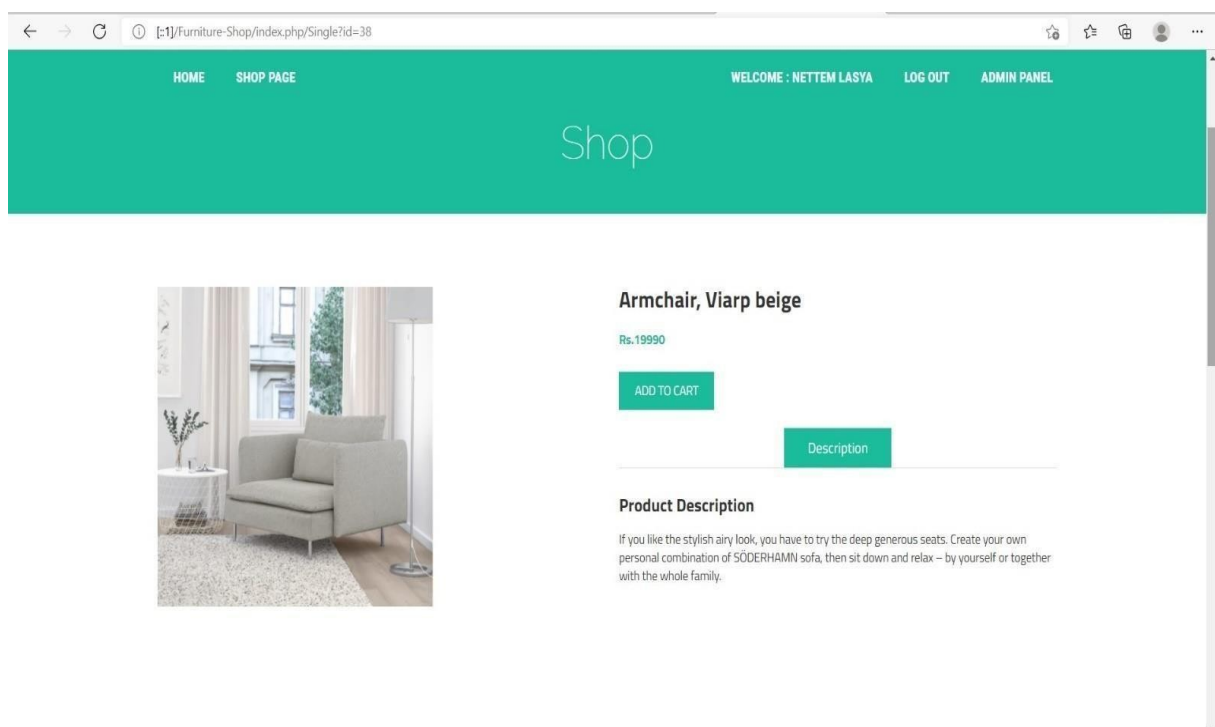 [::1]/Furniture-Shop/index.php/Single?id=38
HOME SHOP PAGE WELCOME : NETTEM LASYA LOG OUT ADMIN PANEL
Shop
Armchair, Viarp beige
Rs.19990
ADD TO CART
Description
Product Description
If you like the stylish airy look, you have to try the deep generous seats. Create your own
personal combination of SÖDERHAMN sofa, then sit down and relax – by yourself or together
with the whole family.